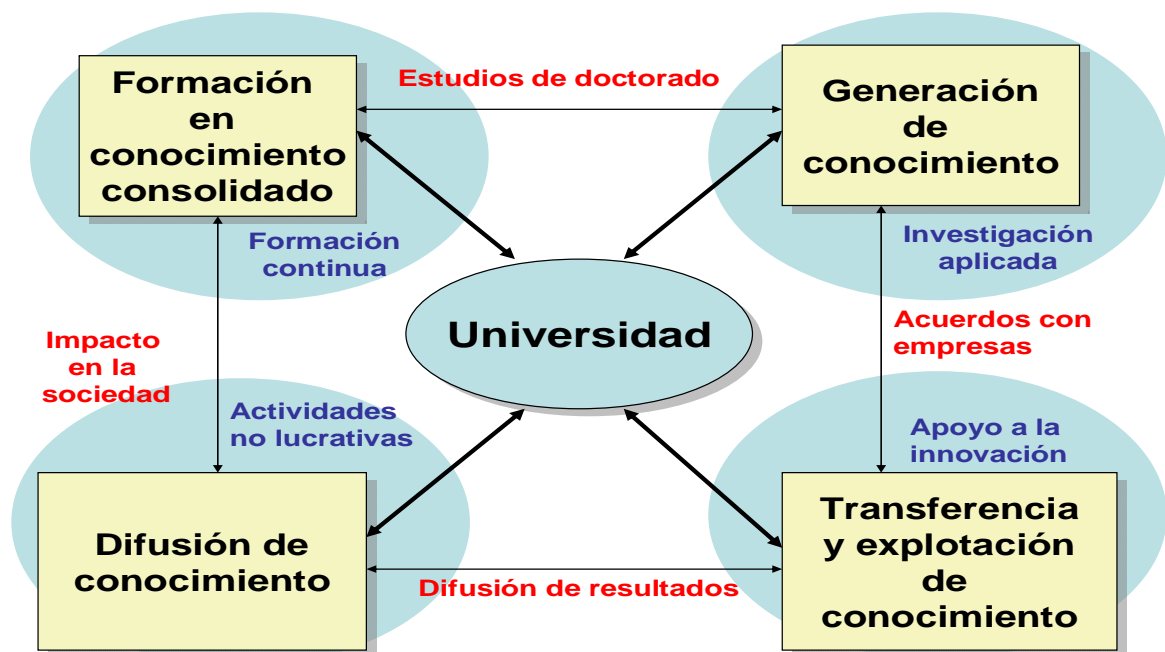 Formación
en
conocimiento
consolidado
Estudios de doctorado
Generación
de
conocimiento
Formación
continua
Investigación
aplicada
Universidad
Impacto
en la
sociedad
Acuerdos con
empresas
Actividades
no lucrativas
Apoyo a la
innovación
Difusión de
conocimiento
Difusión de resultados
Transferencia
y explotación
de
conocimiento